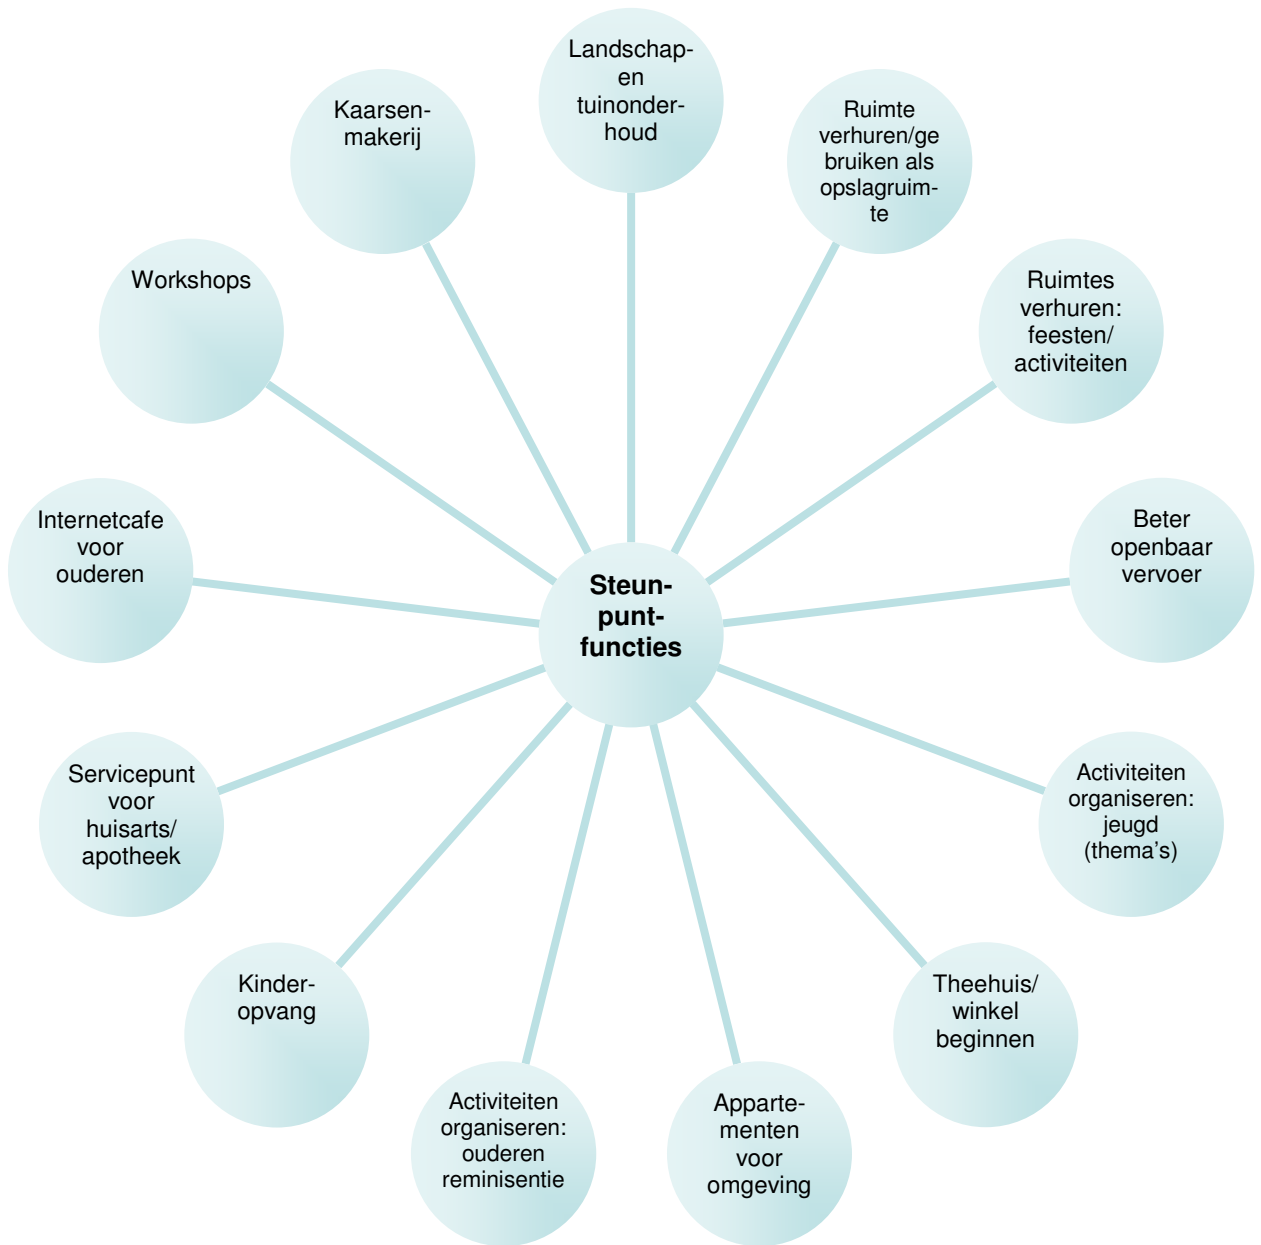 Landschap-
en
tuinonder-
houd
Ruimte
verhuren/ge
bruiken als
opslagruim-
te
Ruimtes
verhuren:
feesten/
activiteiten
Beter
openbaar
vervoer
Activiteiten
organiseren:
jeugd
(thema's)
Theehuis/
winkel
beginnen
Apparte-
menten
voor
omgeving
Activiteiten
organiseren:
ouderen
reminisentie
Kinder-
opvang
Servicepunt
voor
huisarts/
apotheek
Internetcafe
voor
ouderen
Workshops
Kaarsen-
makerij
Steun-
punt-
functies